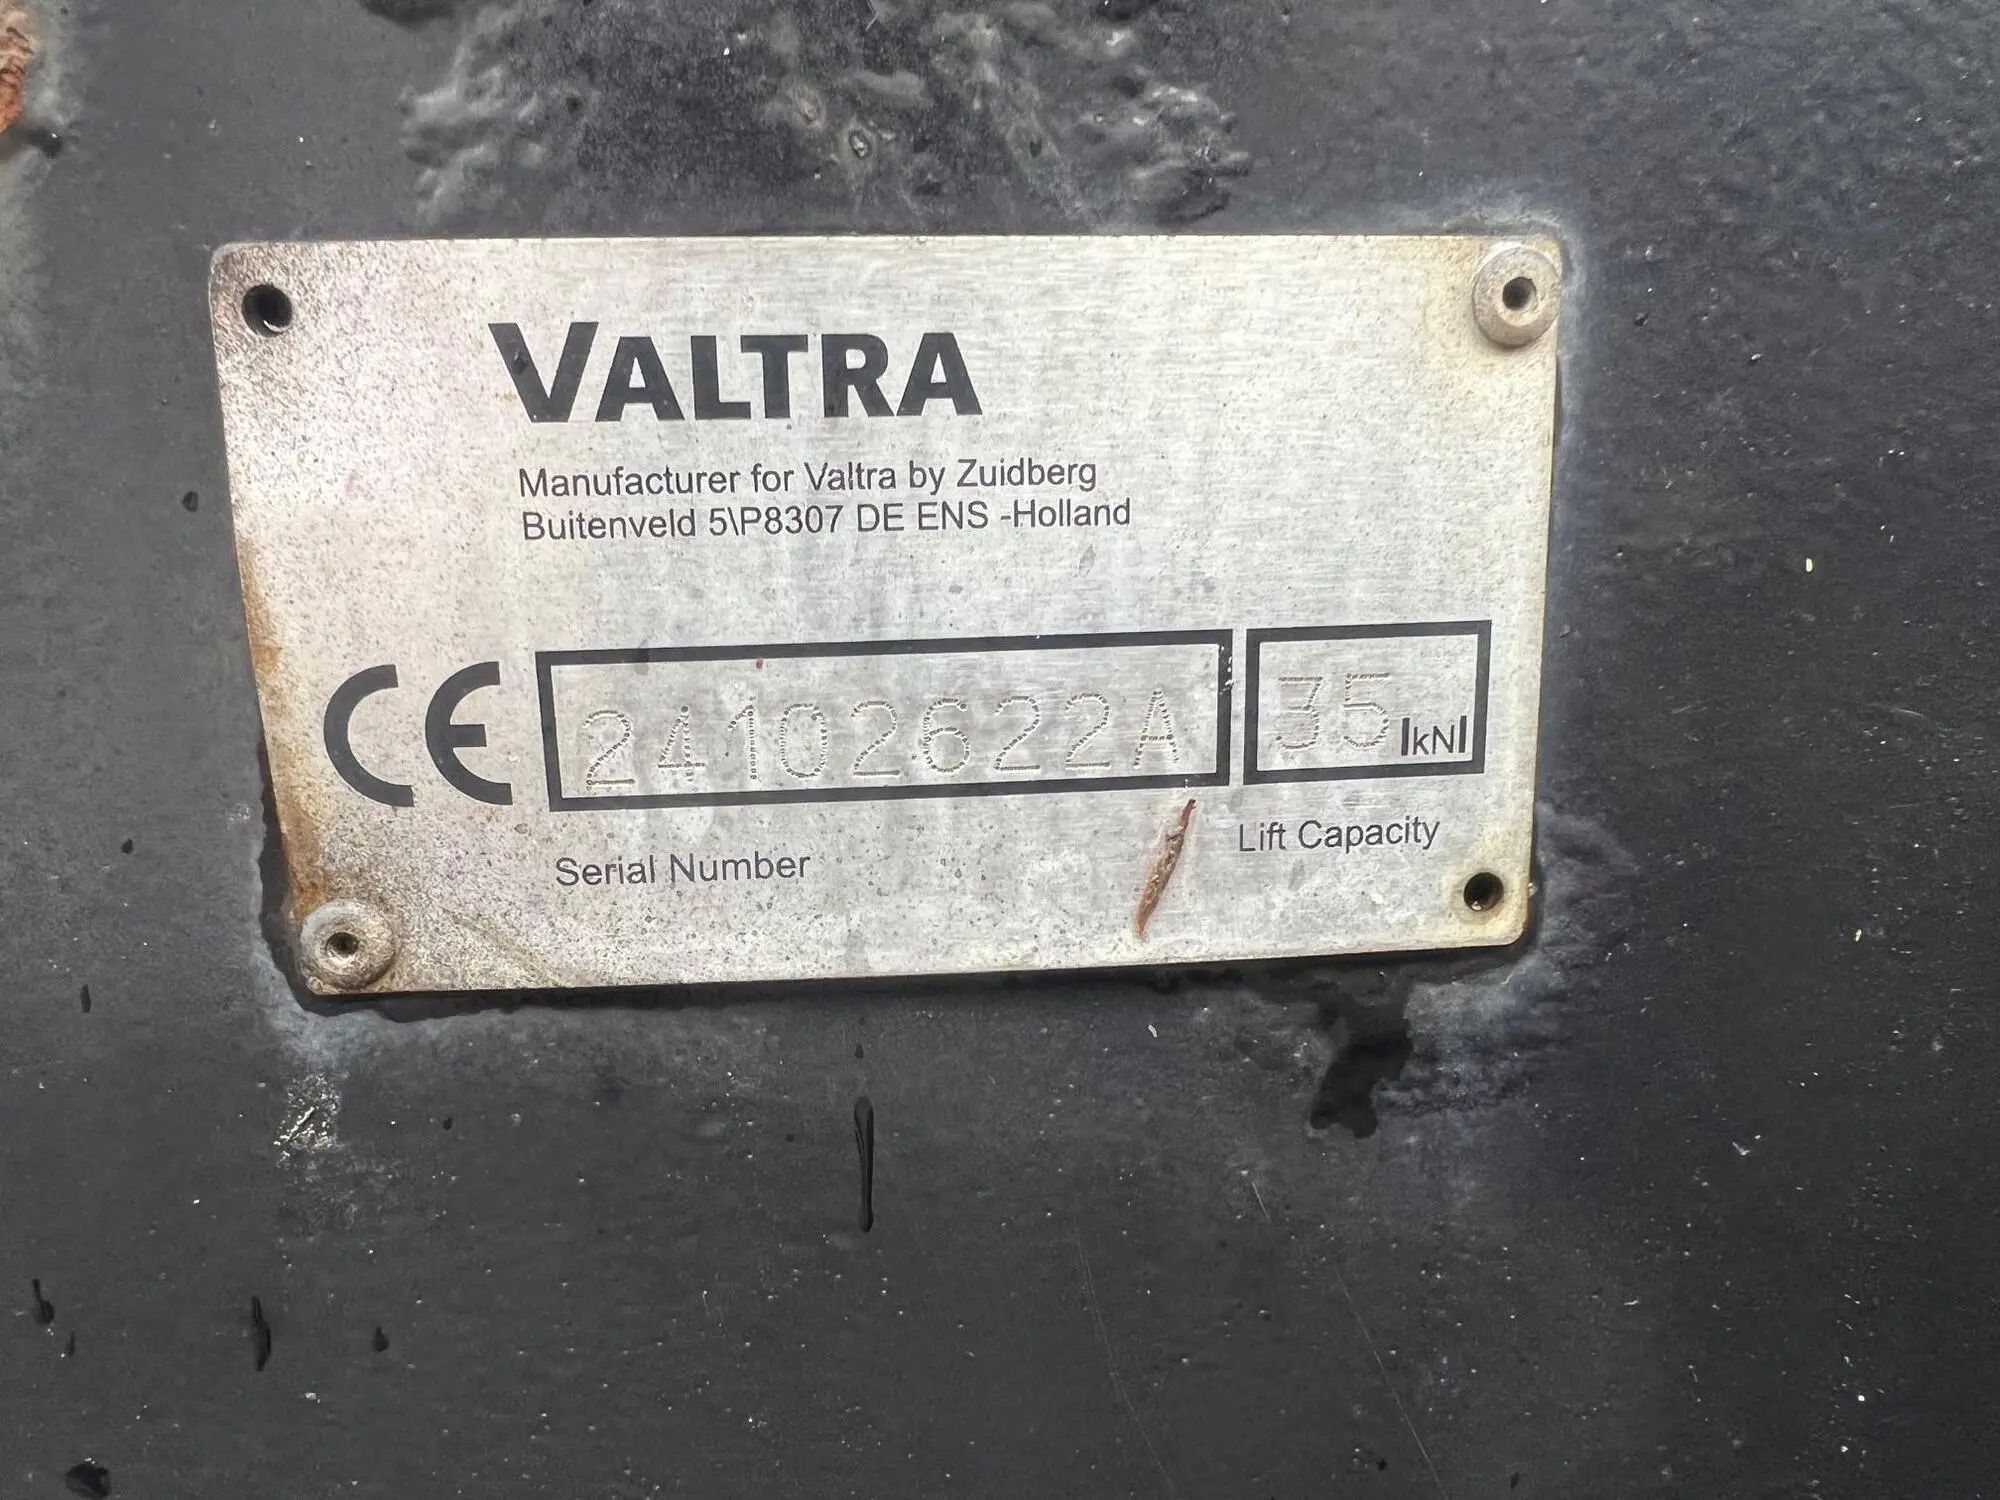 VALTRA
Manufacturer for Valtra by Zuidberg
Buitenveld 5\P8307 DE ENS -Holland
CE 24102622A 35 |kN|
Serial Number Lift Capacity